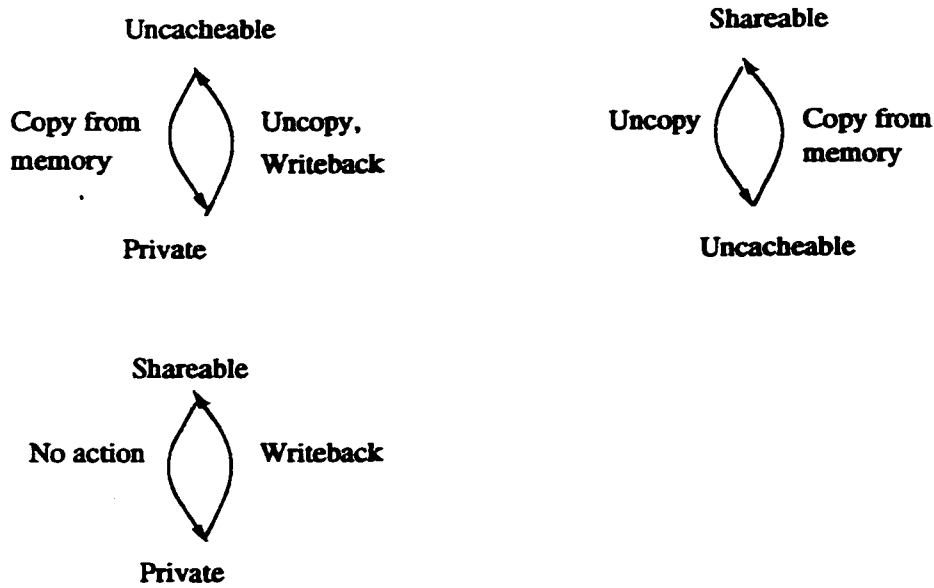 Uncacheable
Copy from
memory
Uncopy,
Writeback
Private
Shareable
Uncopy
Copy from
memory
Uncacheable
Shareable
No action
Writeback
Private